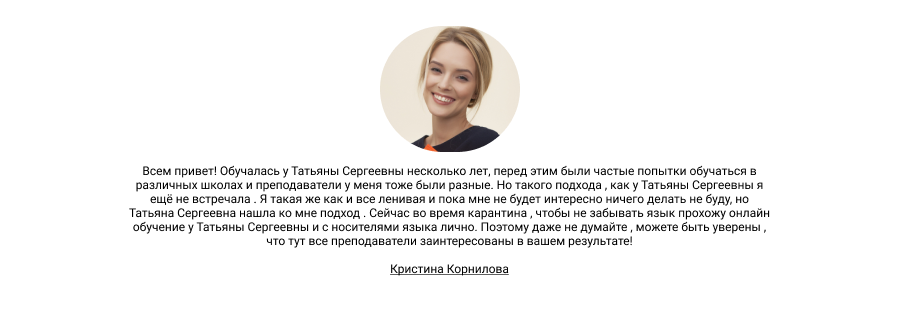 Всем привет! Обучалась у Татьяны Сергеевны несколько лет, перед этим были частые попытки обучаться в
различных школах и преподаватели у меня тоже были разные. Но такого подхода , как у Татьяны Сергеевны я
ещё не встречала . Я такая же как и все ленивая и пока мне не будет интересно ничего делать не буду, но
Татьяна Сергеевна нашла ко мне подход . Сейчас во время карантина , чтобы не забывать язык прохожу онлайн
обучение у Татьяны Сергеевны и с носителями языка лично. Поэтому даже не думайте , можете быть уверены ,
что тут все преподаватели заинтересованы в вашем результате!
Кристина Корнилова